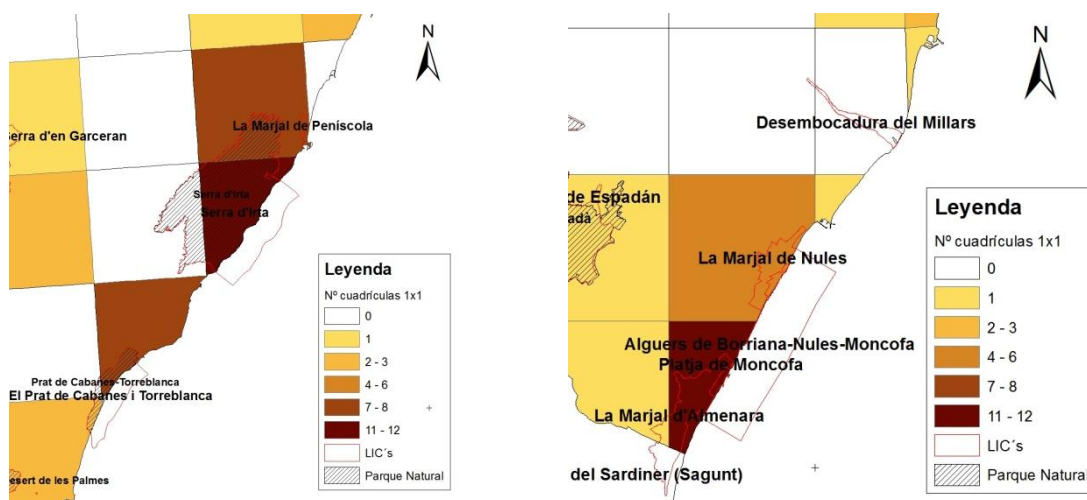 N
La Marjal de Peníscola
Serra d'en Garceran
Serra d'Irta
Serra d'Irta
Leyenda
Nº cuadrículas 1x1
0
1
2 - 3
4 - 6
7 - 8
11 - 12
LIC´s
Parque Natural
Prat de Cabanes-Torreblanca
El Prat de Cabanes i Torreblanca
Desert de les Palmes
N
Desembocadura del Millars
de Espadán
adá
La Marjal de Nules
Alguers de Borriana-Nules-Moncofa
Platja de Moncofa
La Marjal d'Almenara
del Sardiner (Sagunt)
Leyenda
Nº cuadrículas 1x1
0
1
2 - 3
4 - 6
7 - 8
11 - 12
LIC´s
Parque Natural